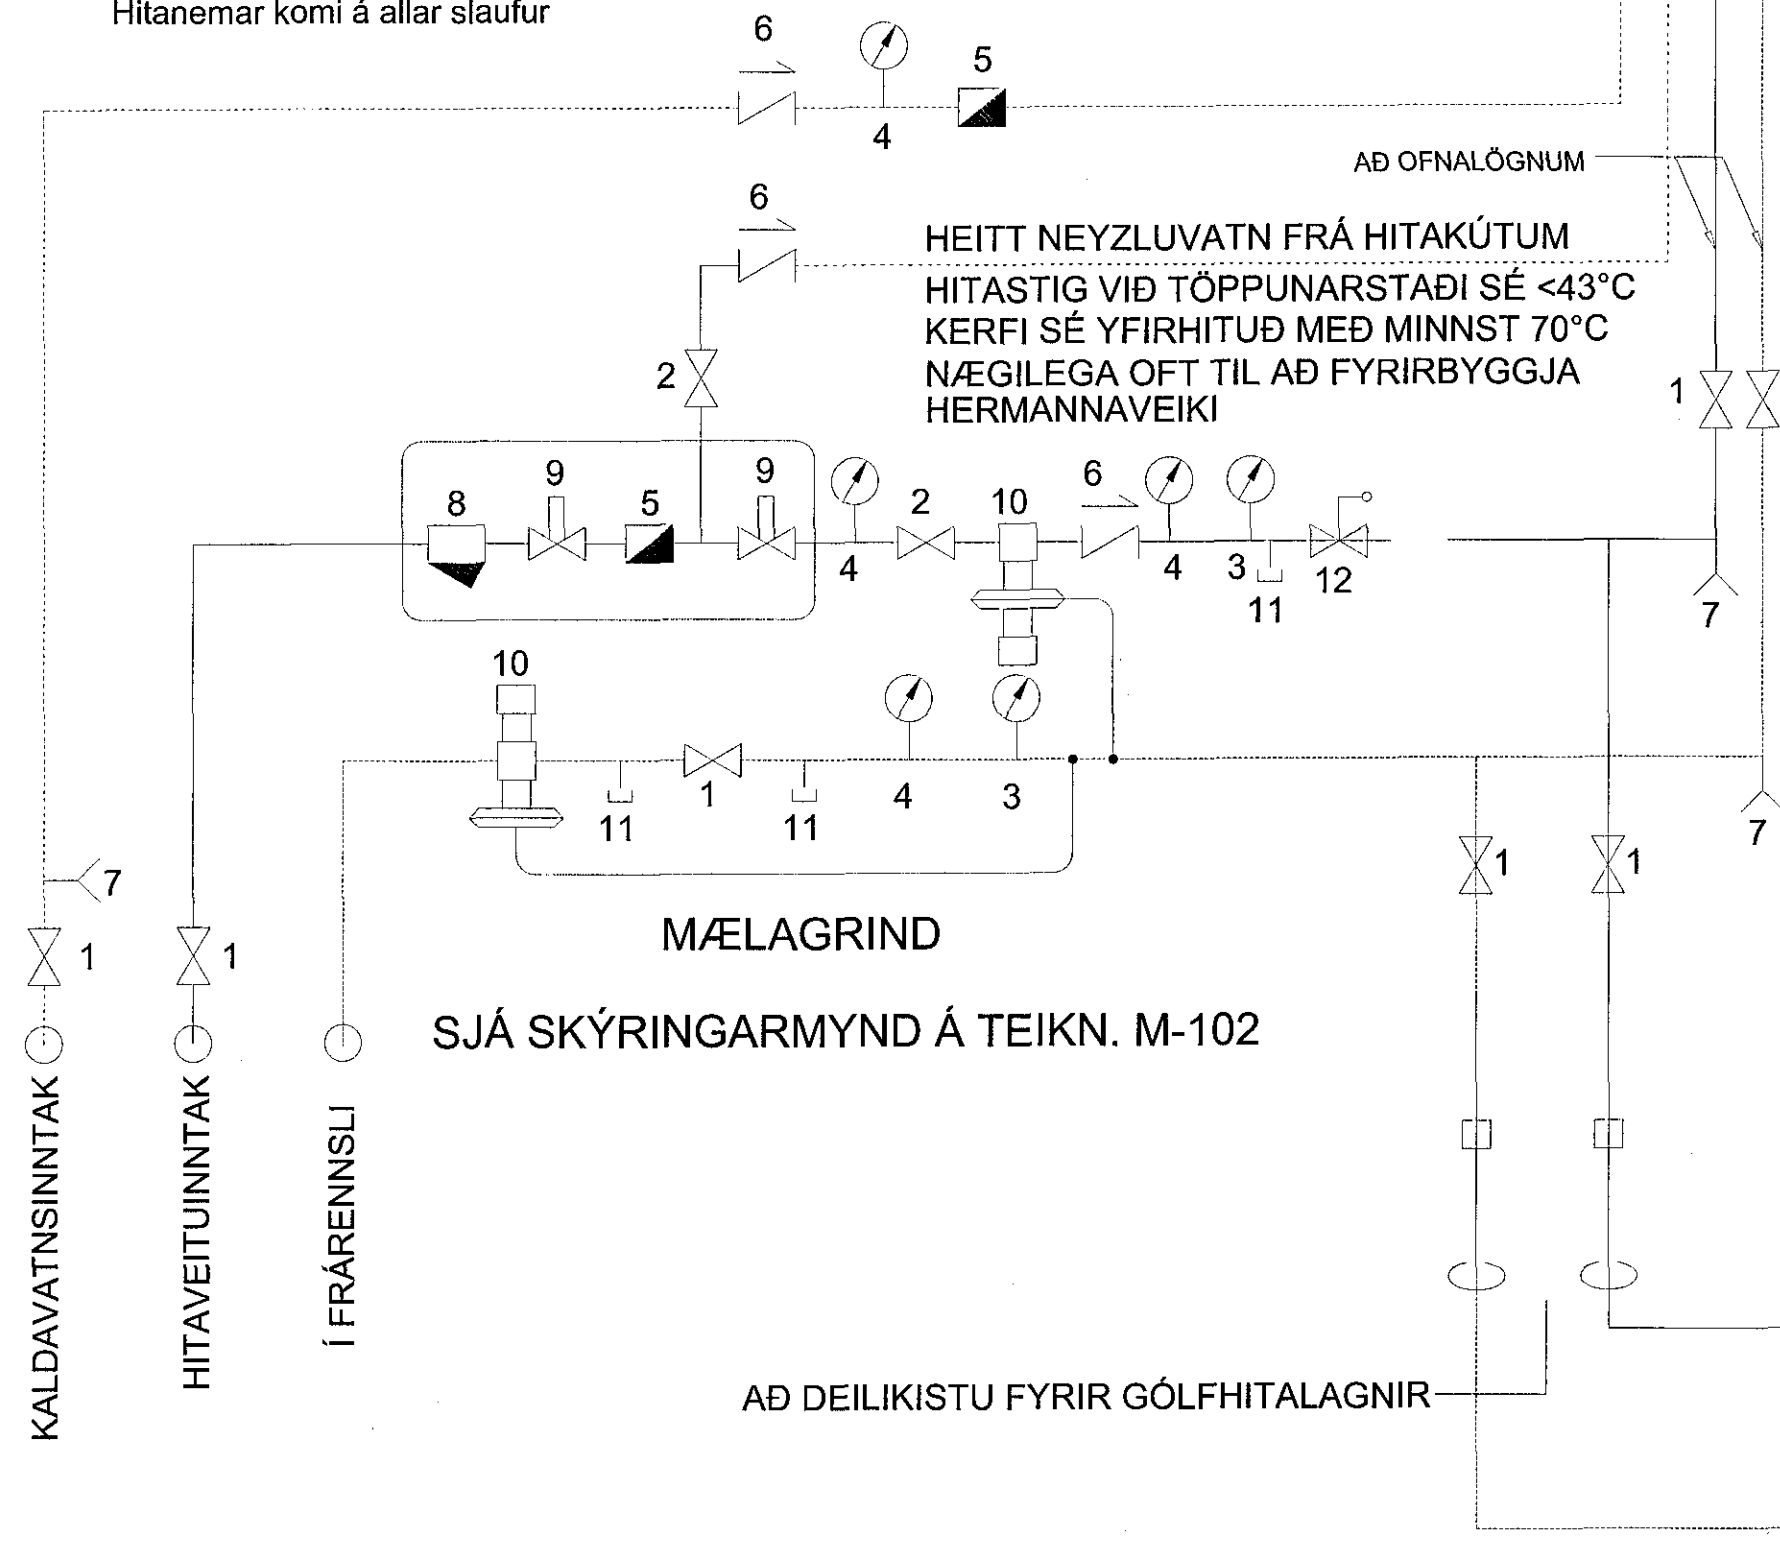 Hitanemar komi á allar slaufur
6
5
4
AÐ OFNALÖGNUM
6
HEITT NEYZLUVATN FRÁ HITAKÚTUM
HITASTIG VIÐ TÖPPUNARSTAÐI SÉ <43°C
KERFI SÉ YFIRHITUÐ MEÐ MINNST 70°C
NÆGILEGA OFT TIL AÐ FYRIRBYGGJA
HERMANNAVEIKI
2
1
8
9
5
9
2
10
6
4
4
3
12
11
7
10
1
4
3
11
11
7
1
1
7
MÆLAGRIND
1
1
SJÁ SKÝRINGARMYND Á TEIKN. M-102
KALDAVATNSINNTAK
HITAVEITUINNTAK
Í FRÁRENNSLI
AÐ DEILIKISTU FYRIR GÓLFHITALAGNIR